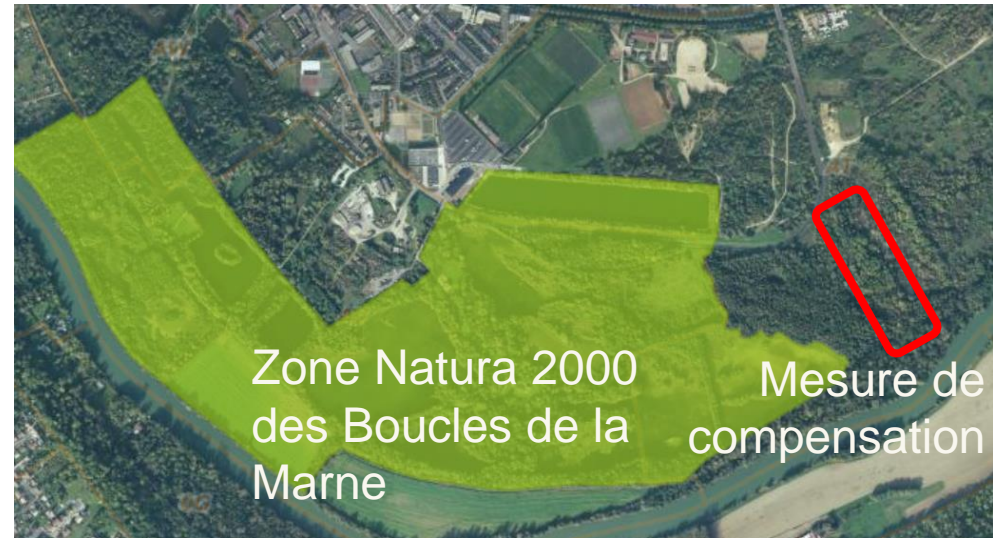 Zone Natura 2000
des Boucles de la
Marne
Mesure de
compensation